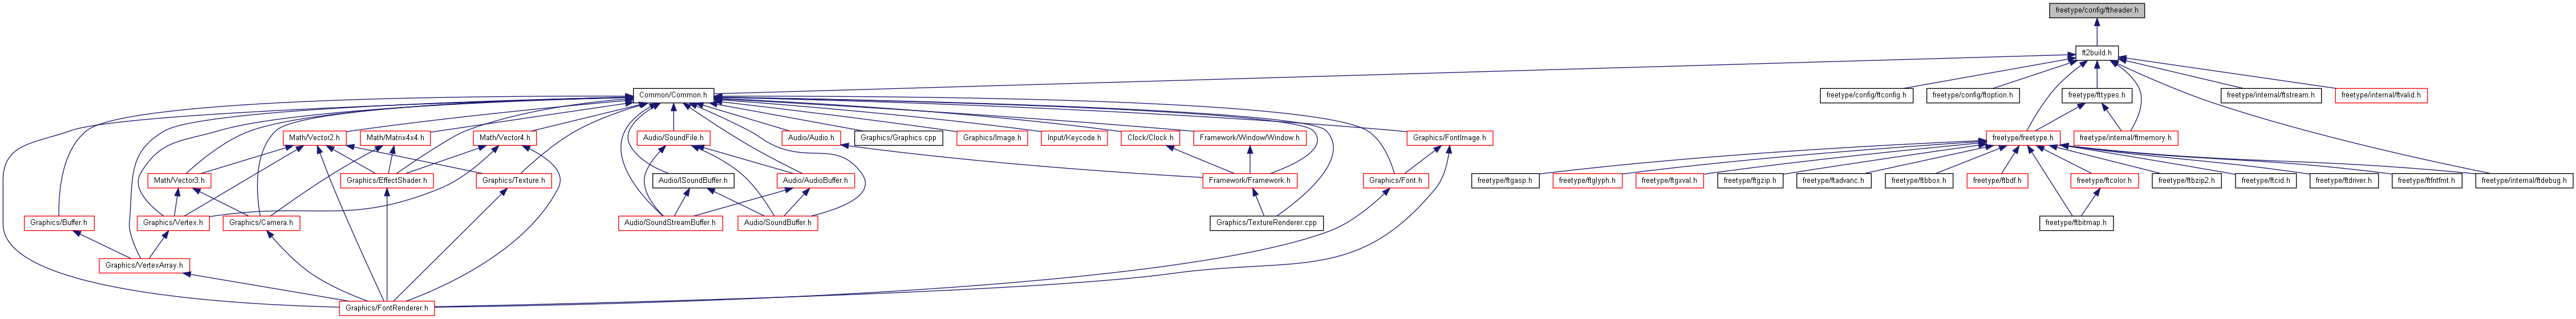 freetype/config/ftheader.h
ft2build.h
Common/Common.h
freetype/config/ftconfig.h
freetype/config/ftoption.h
freetype/fttypes.h
freetype/internal/ftstream.h
freetype/internal/ftvalid.h
Math/Vector2.h
Math/Matrix4x4.h
Math/Vector4.h
Audio/SoundFile.h
Audio/Audio.h
Graphics/Graphics.cpp
Graphics/Image.h
Input/Keycode.h
Clock/Clock.h
Framework/Window/Window.h
Graphics/FontImage.h
freetype/freetype.h
freetype/internal/ftmemory.h
Math/Vector3.h
Graphics/EffectShader.h
Graphics/Texture.h
Audio/ISoundBuffer.h
Audio/AudioBuffer.h
Framework/Framework.h
Graphics/Font.h
freetype/ftgasp.h
freetype/ftglyph.h
freetype/ftgxval.h
freetype/ftgzip.h
freetype/ftadvanc.h
freetype/ftbbox.h
freetype/ftbdf.h
freetype/ftcolor.h
freetype/ftbzip2.h
freetype/ftcid.h
freetype/ftdriver.h
freetype/ftfntfmt.h
freetype/internal/ftdebug.h
Graphics/Buffer.h
Graphics/Vertex.h
Graphics/Camera.h
Audio/SoundStreamBuffer.h
Audio/SoundBuffer.h
Graphics/TextureRenderer.cpp
freetype/ftbitmap.h
Graphics/VertexArray.h
Graphics/FontRenderer.h